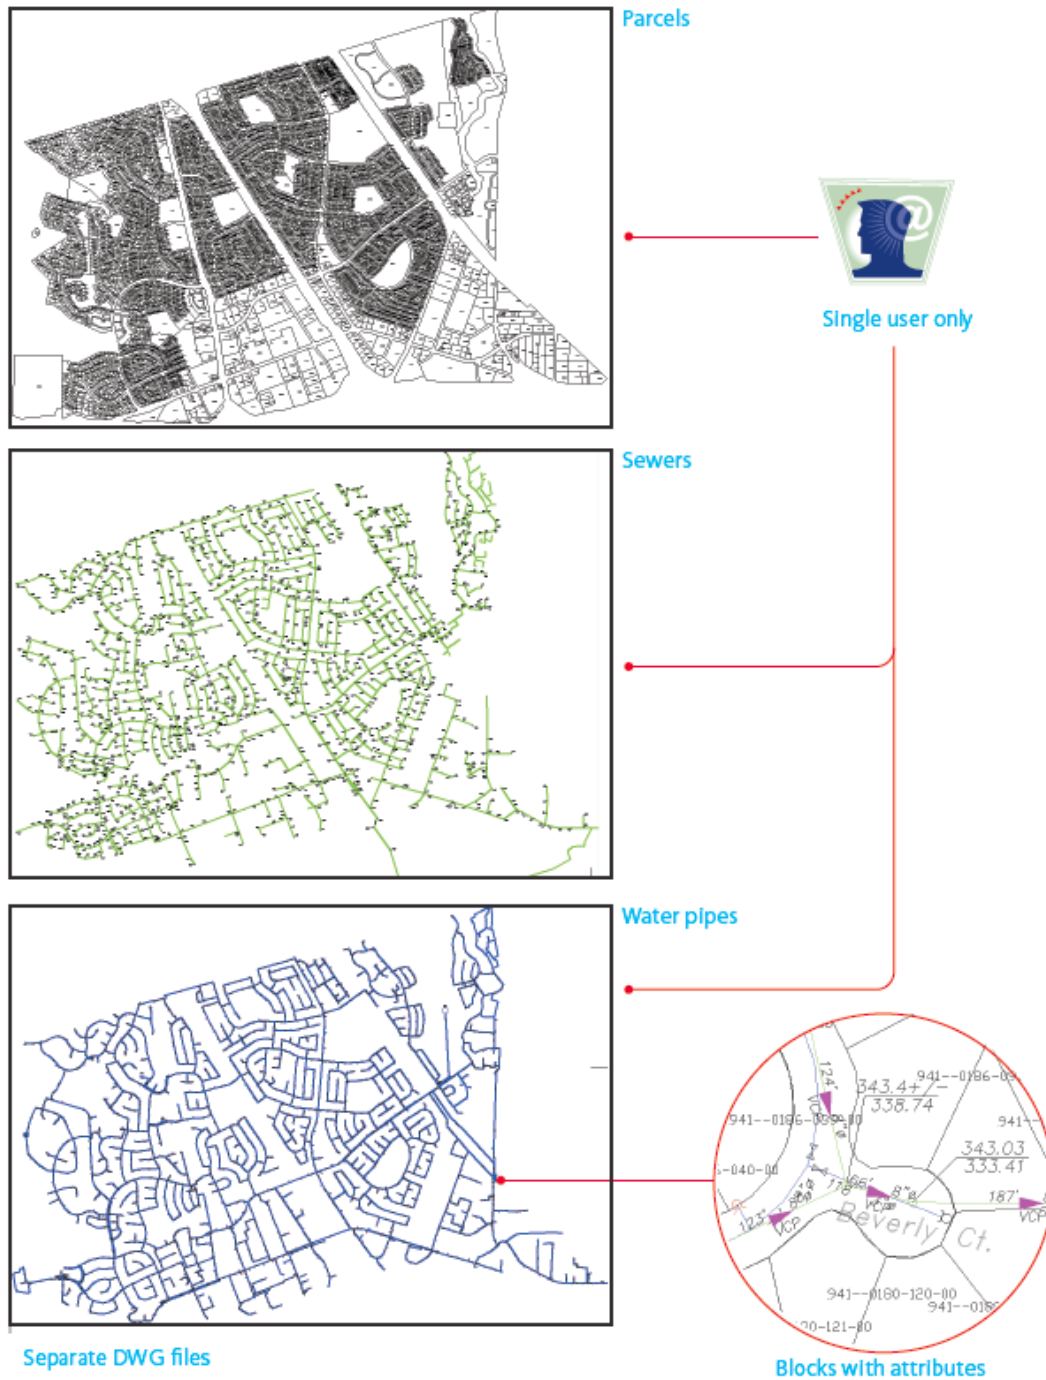 Parcels
@
Single user only
Sewers
Water pipes
124'
343.4+/-
338.74
941--0186-09
941--0186-099-00
941--
343.03
333.41
-040-00
8"ø
187'
VCP
123'
VCP
Beverly Ct.
941--0180-120-00
941--018
20-121-00
Separate DWG files
Blocks with attributes